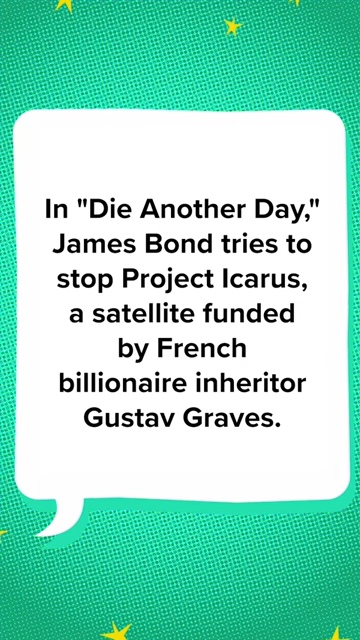 In "Die Another Day,"
James Bond tries to
stop Project Icarus,
a satellite funded
by French
billionaire inheritor
Gustav Graves.